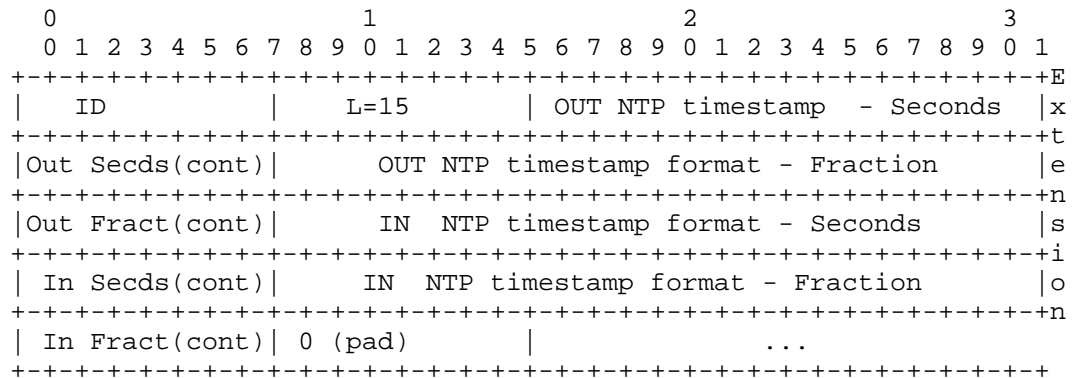 0                   1                   2                   3
 0 1 2 3 4 5 6 7 8 9 0 1 2 3 4 5 6 7 8 9 0 1 2 3 4 5 6 7 8 9 0 1
+-+-+-+-+-+-+-+-+-+-+-+-+-+-+-+-+-+-+-+-+-+-+-+-+-+-+-+-+-+-+-+-+E
|   ID          |    L=15       | OUT NTP timestamp  - Seconds  |x
+-+-+-+-+-+-+-+-+-+-+-+-+-+-+-+-+-+-+-+-+-+-+-+-+-+-+-+-+-+-+-+-+t
|Out Secds(cont)|      OUT NTP timestamp format - Fraction      |e
+-+-+-+-+-+-+-+-+-+-+-+-+-+-+-+-+-+-+-+-+-+-+-+-+-+-+-+-+-+-+-+-+n
|Out Fract(cont)|      IN  NTP timestamp format - Seconds       |s
+-+-+-+-+-+-+-+-+-+-+-+-+-+-+-+-+-+-+-+-+-+-+-+-+-+-+-+-+-+-+-+-+i
| In Secds(cont)|     IN  NTP timestamp format - Fraction       |o
+-+-+-+-+-+-+-+-+-+-+-+-+-+-+-+-+-+-+-+-+-+-+-+-+-+-+-+-+-+-+-+-+n
| In Fract(cont)| 0 (pad)       |              ...
+-+-+-+-+-+-+-+-+-+-+-+-+-+-+-+-+-+-+-+-+-+-+-+-+-+-+-+-+-+-+-+-+